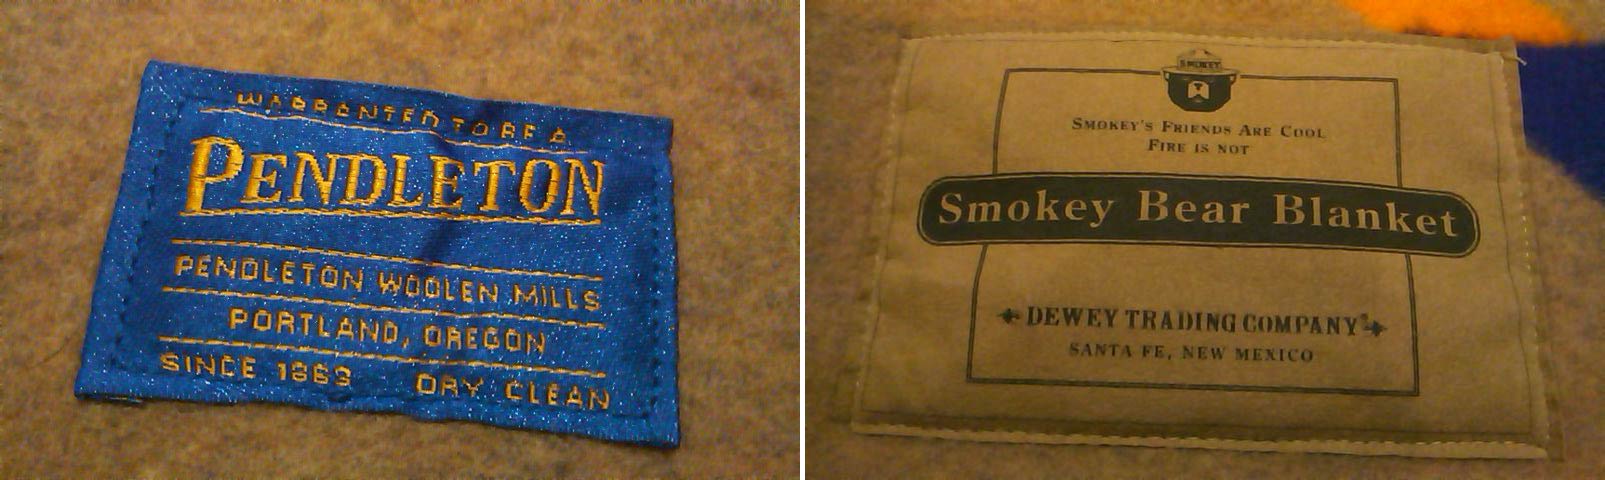 WARRANTED TO BE A
PENDLETON
PENDLETON WOOLEN MILLS
PORTLAND, OREGON
SINCE 1863 DRY CLEAN
SMOKEY
SMOKEY'S FRIENDS ARE COOL
FIRE IS NOT
Smokey Bear Blanket
DEWEY TRADING COMPANY
SANTA FE, NEW MEXICO